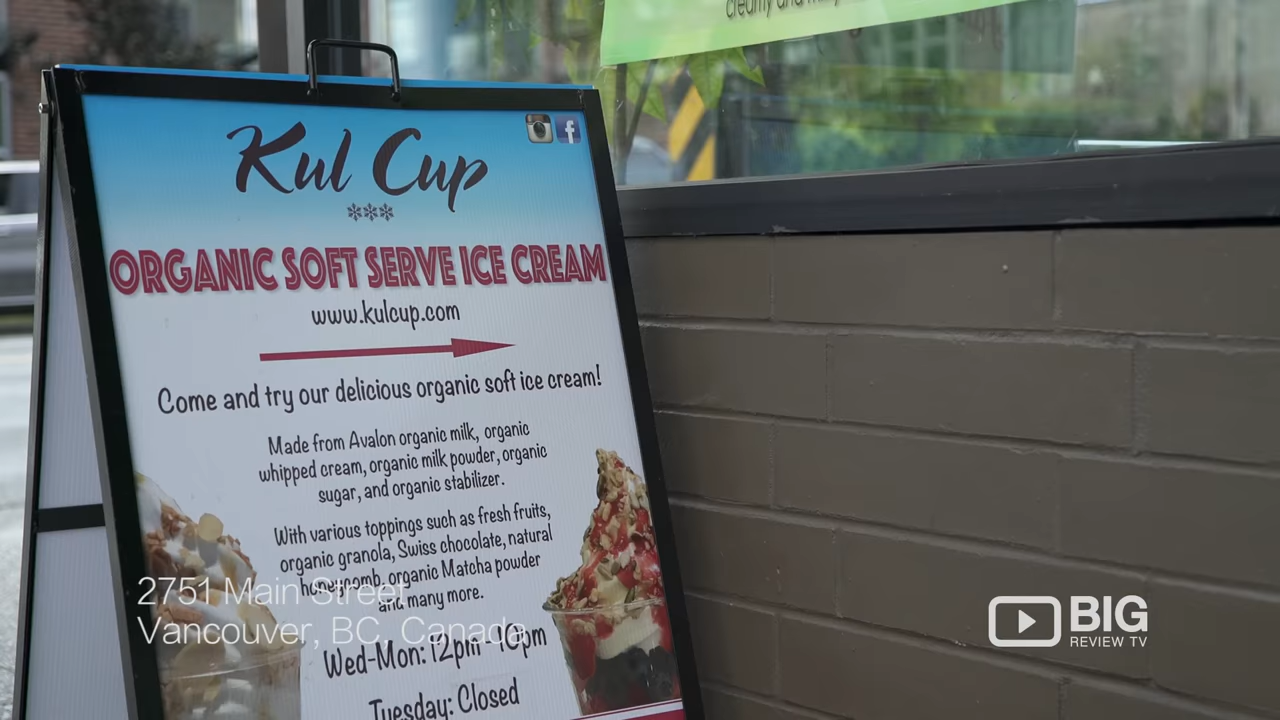 creamy and
Kul Cup
ORGANIC SOFT SERVE ICE CREAM
www.kulcup.com
Come and try our delicious organic soft ice cream!
Made from Avalon organic milk, organic
whipped cream, organic milk powder, organic
sugar, and organic stabilizer.
With various toppings such as fresh fruits,
organic granola, Swiss chocolate, natural
honeycomb, organic Matcha powder
and many more.
Wed-Mon: 12pm - 10pm
Tuesday: Closed
2751 Main Street
Vancouver, BC, Canada
BIG
REVIEW TV